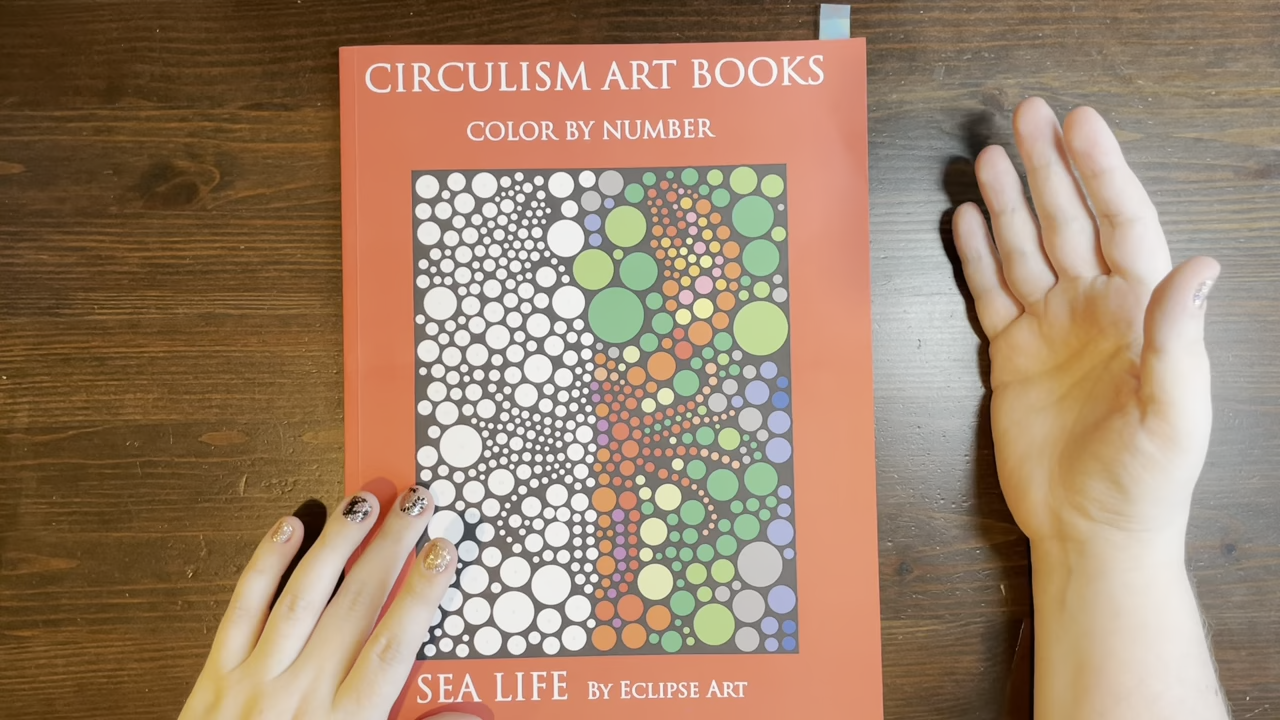 CIRCULISM ART BOOKS
COLOR BY NUMBER
SEA LIFE BY ECLIPSE ART